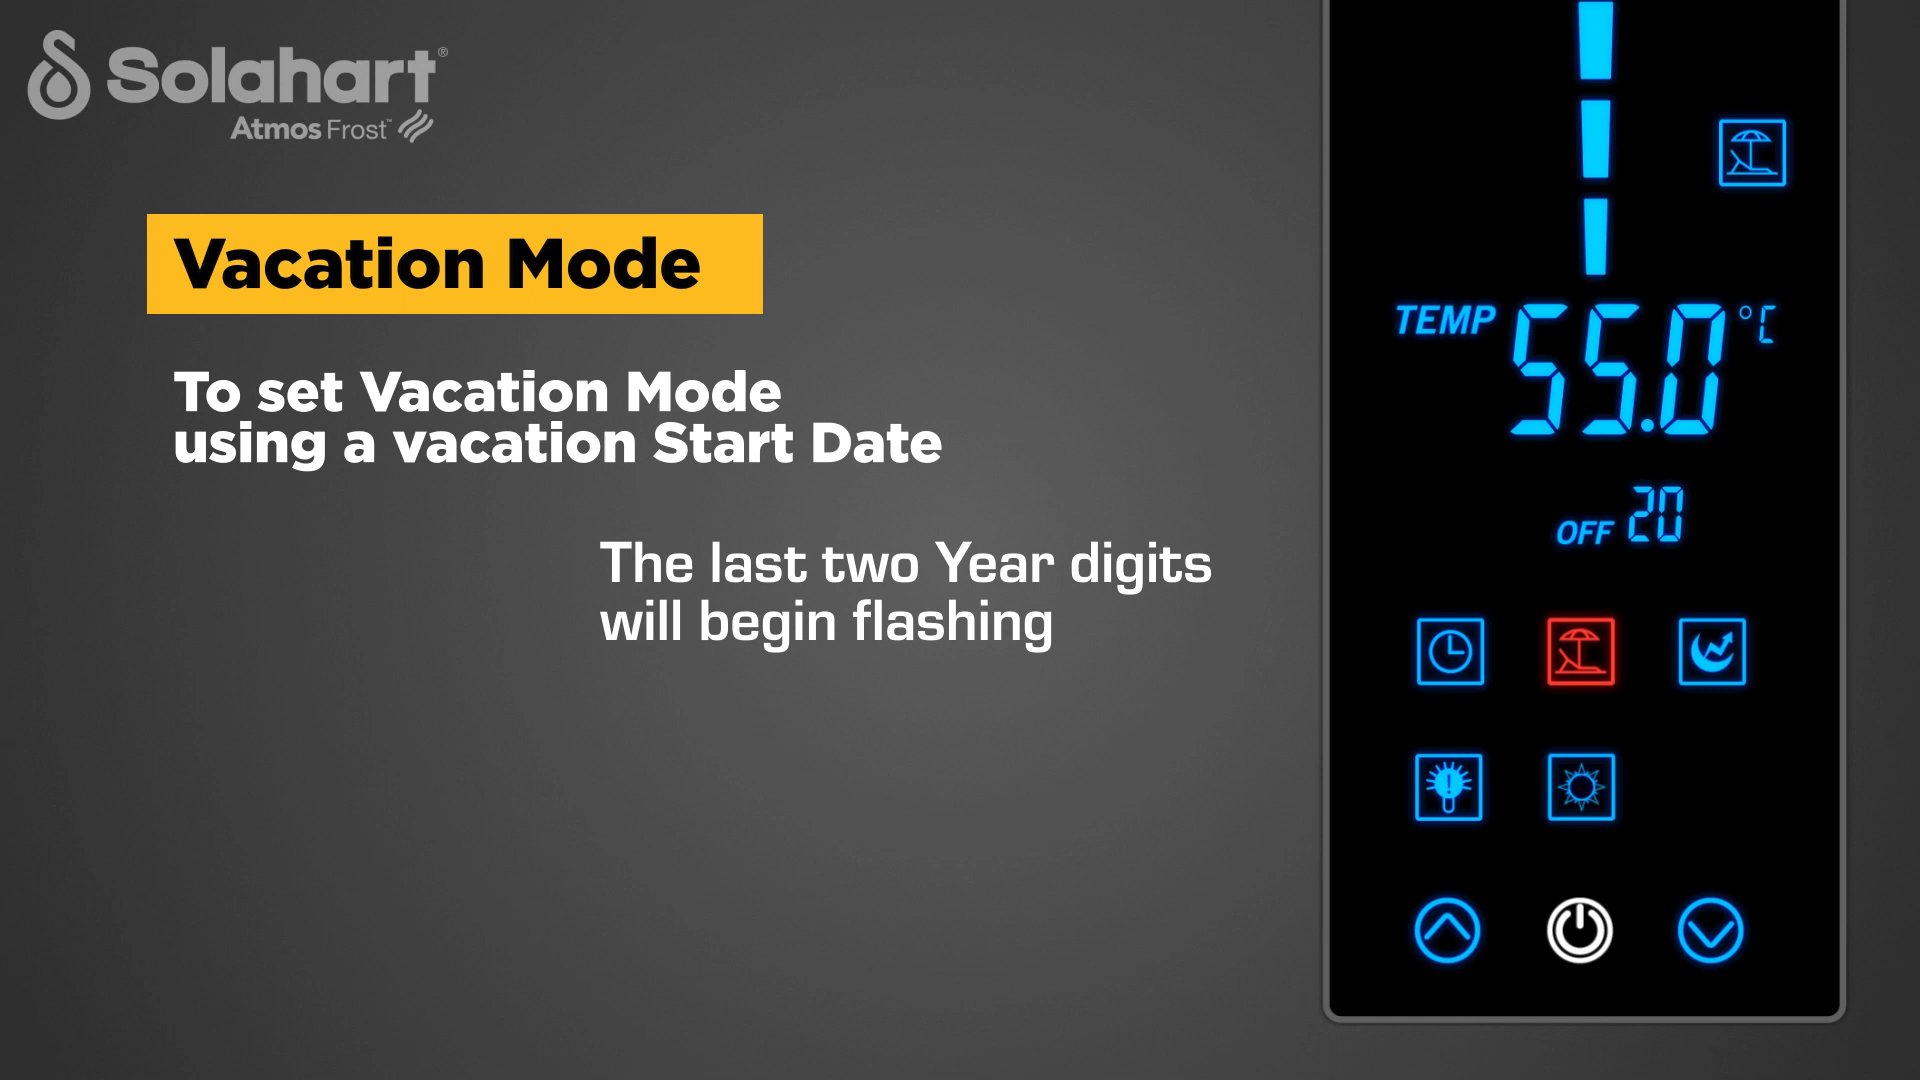 Solahart®
Atmos Frost™
Vacation Mode
To set Vacation Mode
using a vacation Start Date
The last two Year digits
will begin flashing
TEMP 55.0 °C
OFF 20